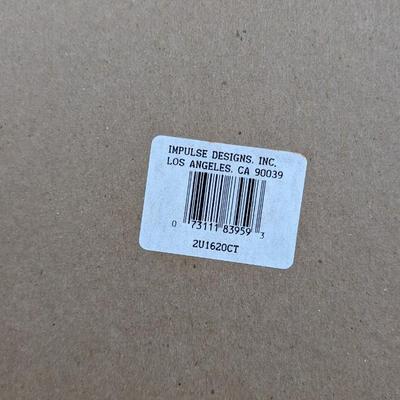 IMPULSE DESIGNS, INC.
LOS ANGELES, CA 90039
0 73111 83959 3
2U1620CT